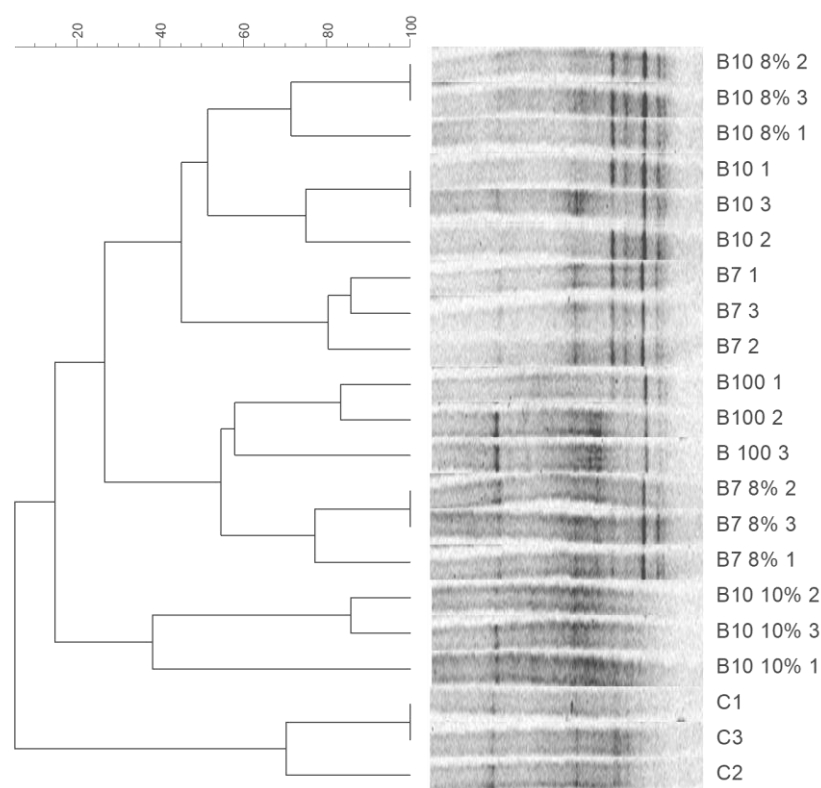 20 40 60 80 100
B10 8% 2
B10 8% 3
B10 8% 1
B10 1
B10 3
B10 2
B7 1
B7 3
B7 2
B100 1
B100 2
B 100 3
B7 8% 2
B7 8% 3
B7 8% 1
B10 10% 2
B10 10% 3
B10 10% 1
C1
C3
C2